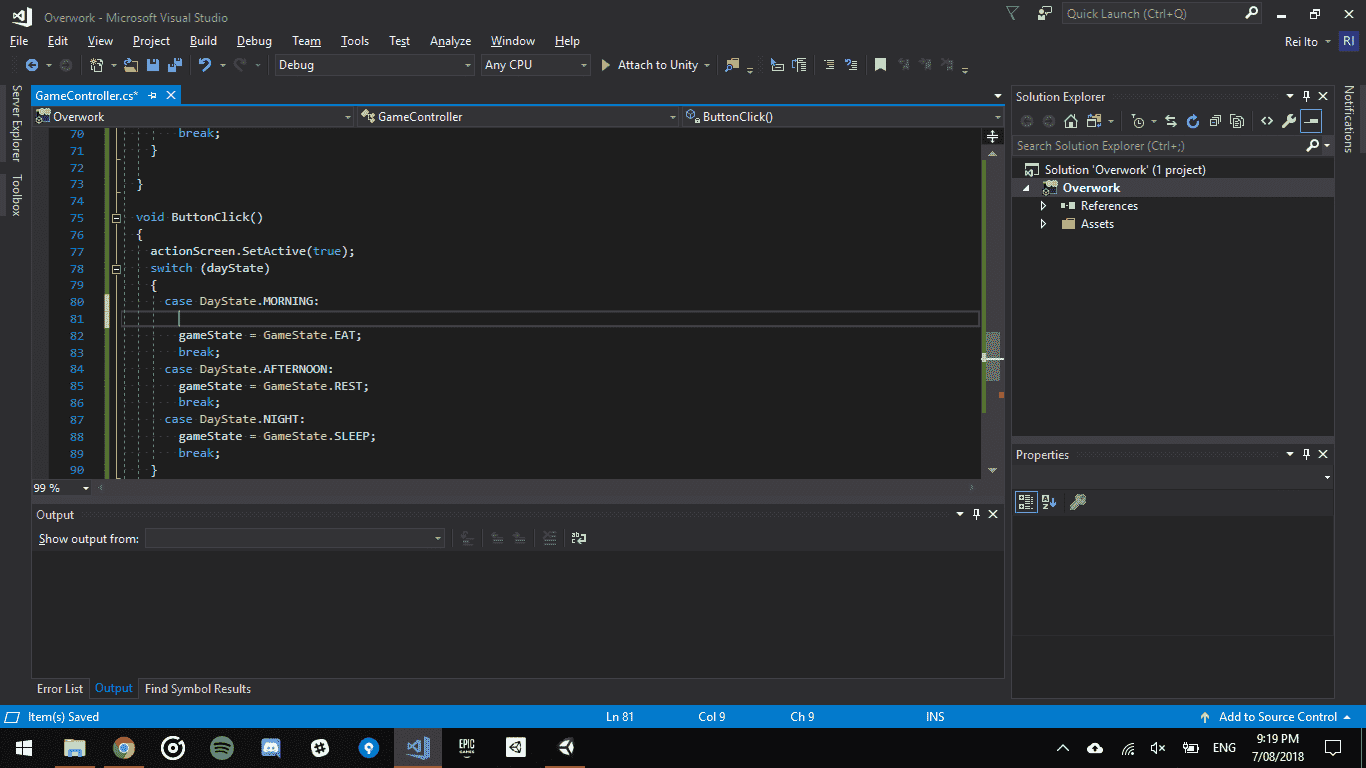 Overwork - Microsoft Visual Studio
Quick Launch (Ctrl+Q)
File Edit View Project Build Debug Team Tools Test Analyze Window Help
Rei Ito RI
Debug Any CPU Attach to Unity
Server Explorer
Toolbox
GameController.cs*
Overwork GameController ButtonClick()
70 break;
71 }
72
73 }
74
75 void ButtonClick()
76 {
77 actionScreen.SetActive(true);
78 switch (dayState)
79 {
80 case DayState.MORNING:
81
82 gameState = GameState.EAT;
83 break;
84 case DayState.AFTERNOON:
85 gameState = GameState.REST;
86 break;
87 case DayState.NIGHT:
88 gameState = GameState.SLEEP;
89 break;
90 }
99 %
Output
Show output from:
Error List Output Find Symbol Results
Solution Explorer
Search Solution Explorer (Ctrl+;)
Solution 'Overwork' (1 project)
Overwork
References
Assets
Properties
Notifications
Item(s) Saved Ln 81 Col 9 Ch 9 INS Add to Source Control
EPIC
GAMES
ENG
9:19 PM
7/08/2018